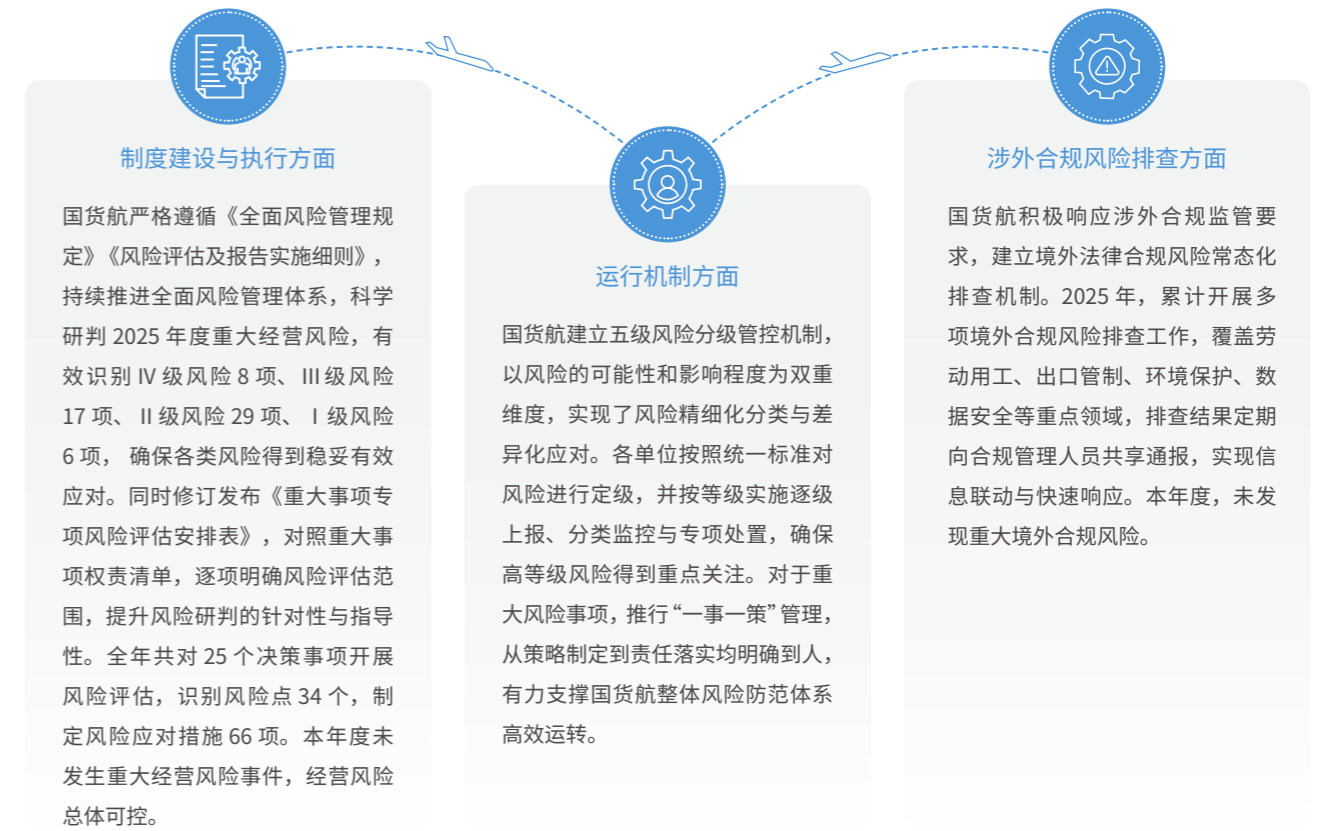 制度建设与执行方面
国货航严格遵循《全面风险管理规
定》《风险评估及报告实施细则》，
持续推进全面风险管理体系，科学
研判 2025 年度重大经营风险，有
效识别 Ⅳ 级风险 8 项、Ⅲ 级风险
17 项、Ⅱ 级风险 29 项、Ⅰ 级风险
6 项， 确保各类风险得到稳妥有效
应对。同时修订发布《重大事项专
项风险评估安排表》，对照重大事
项权责清单，逐项明确风险评估范
围，提升风险研判的针对性与指导
性。全年共对 25 个决策事项开展
风险评估，识别风险点 34 个，制
定风险应对措施 66 项。本年度未
发生重大经营风险事件，经营风险
总体可控。
运行机制方面
国货航建立五级风险分级管控机制，
以风险的可能性和影响程度为双重
维度，实现了风险精细化分类与差
异化应对。各单位按照统一标准对
风险进行定级，并按等级实施逐级
上报、分类监控与专项处置，确保
高等级风险得到重点关注。对于重
大风险事项，推行“一事一策”管理，
从策略制定到责任落实均明确到人，
有力支撑国货航整体风险防范体系
高效运转。
涉外合规风险排查方面
国货航积极响应涉外合规监管要
求，建立境外法律合规风险常态化
排查机制。2025 年，累计开展多
项境外合规风险排查工作，覆盖劳
动用工、出口管制、环境保护、数
据安全等重点领域，排查结果定期
向合规管理人员共享通报，实现信
息联动与快速响应。本年度，未发
现重大境外合规风险。